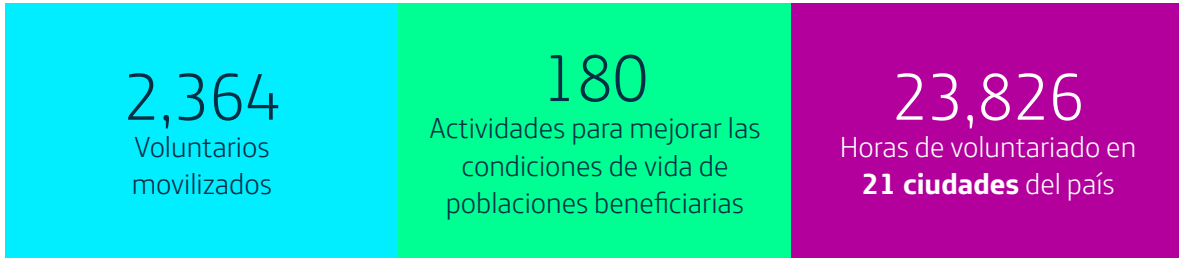 2,364
Voluntarios
movilizados
180
Actividades para mejorar las
condiciones de vida de
poblaciones beneficiarias
23,826
Horas de voluntariado en
21 ciudades del país